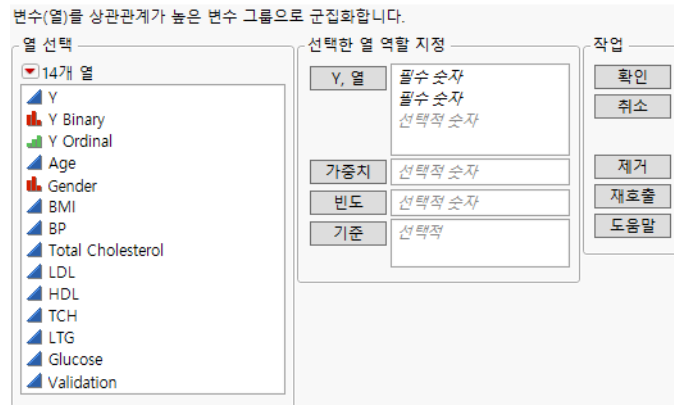 변수(열)를 상관관계가 높은 변수 그룹으로 군집화합니다.
열 선택
14개 열
Y
Y Binary
Y Ordinal
Age
Gender
BMI
BP
Total Cholesterol
LDL
HDL
TCH
LTG
Glucose
Validation
선택한 열 역할 지정
Y, 열
필수 숫자
필수 숫자
선택적 숫자
가중치
선택적 숫자
빈도
선택적 숫자
기준
선택적
작업
확인
취소
제거
재호출
도움말